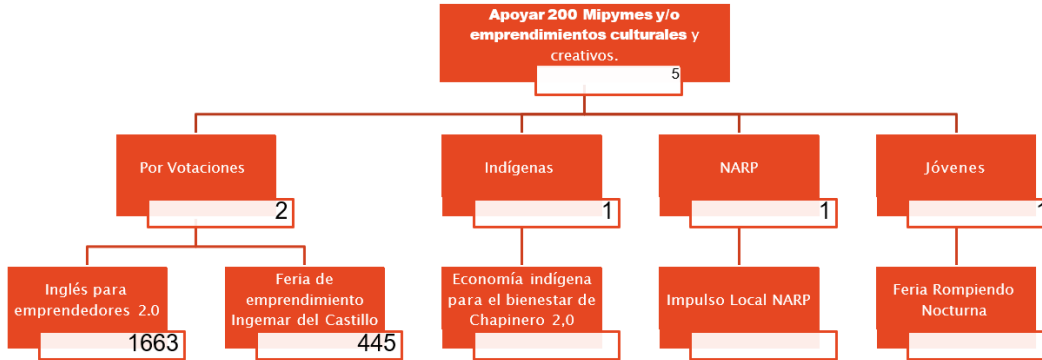 Apoyar 200 Mipymes y/o
emprendimientos culturales y
creativos.
5
Por Votaciones
2
Indígenas
1
NARP
1
Jóvenes
1
Inglés para
emprendedores 2.0
1663
Feria de
emprendimiento
Ingemar del Castillo
445
Economía indígena
para el bienestar de
Chapinero 2,0
Impulso Local NARP
Feria Rompiendo
Nocturna